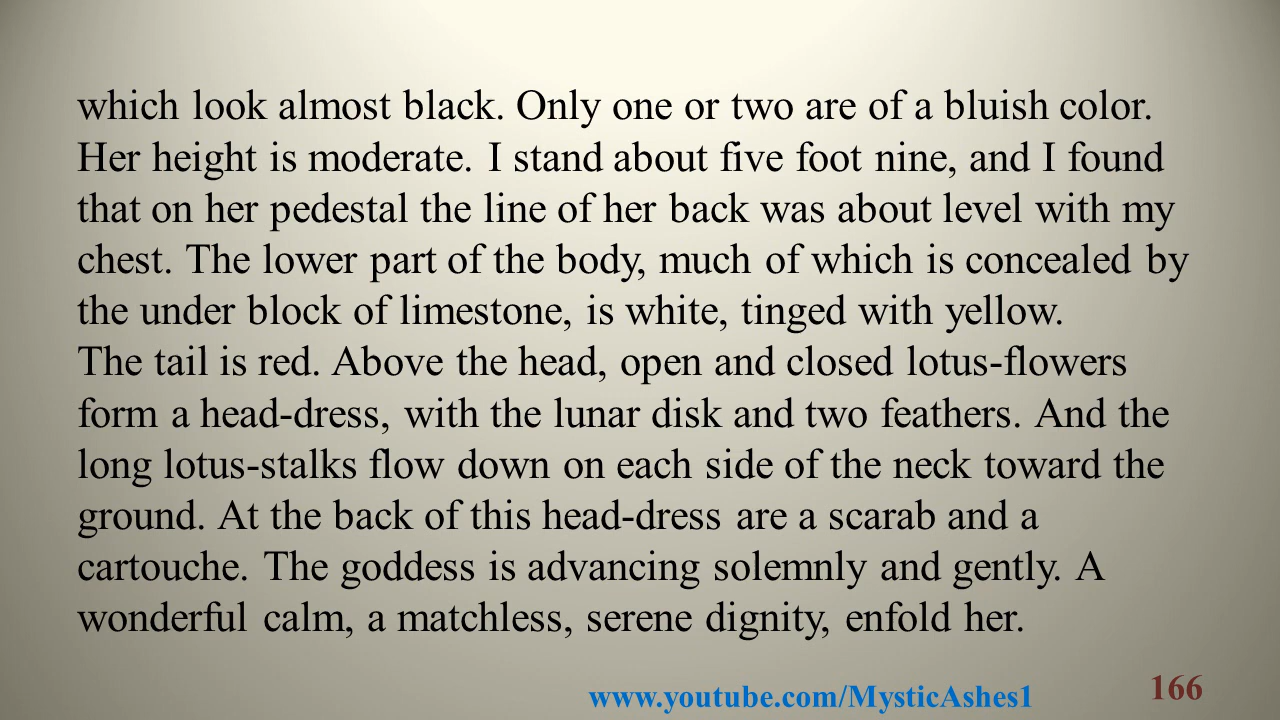 which look almost black. Only one or two are of a bluish color.
Her height is moderate. I stand about five foot nine, and I found
that on her pedestal the line of her back was about level with my
chest. The lower part of the body, much of which is concealed by
the under block of limestone, is white, tinged with yellow.
The tail is red. Above the head, open and closed lotus-flowers
form a head-dress, with the lunar disk and two feathers. And the
long lotus-stalks flow down on each side of the neck toward the
ground. At the back of this head-dress are a scarab and a
cartouche. The goddess is advancing solemnly and gently. A
wonderful calm, a matchless, serene dignity, enfold her.
www.youtube.com/MysticAshes1
166